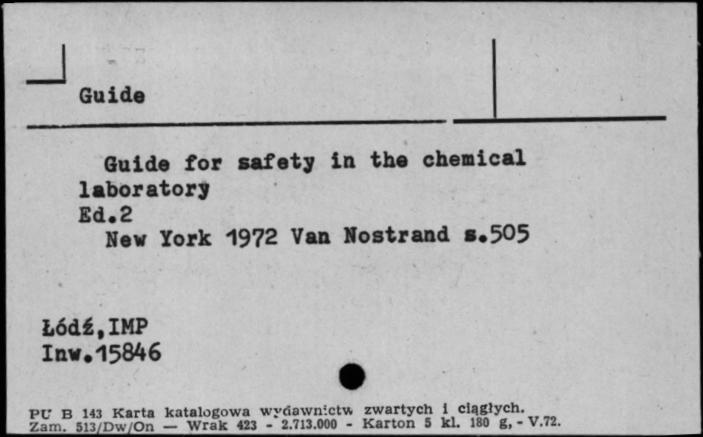 Guide
Guide for safety in the chemical
laboratory
Ed.2
New York 1972 Van Nostrand s.505
Łódź,IMP
Inw.15846
PU B 143 Karta katalogowa wydawnictw zwartych i ciągłych.
Zam. 513/Dw/On — Wrak 423 - 2.713.000 - Karton 5 kl. 180 g, - V.72.